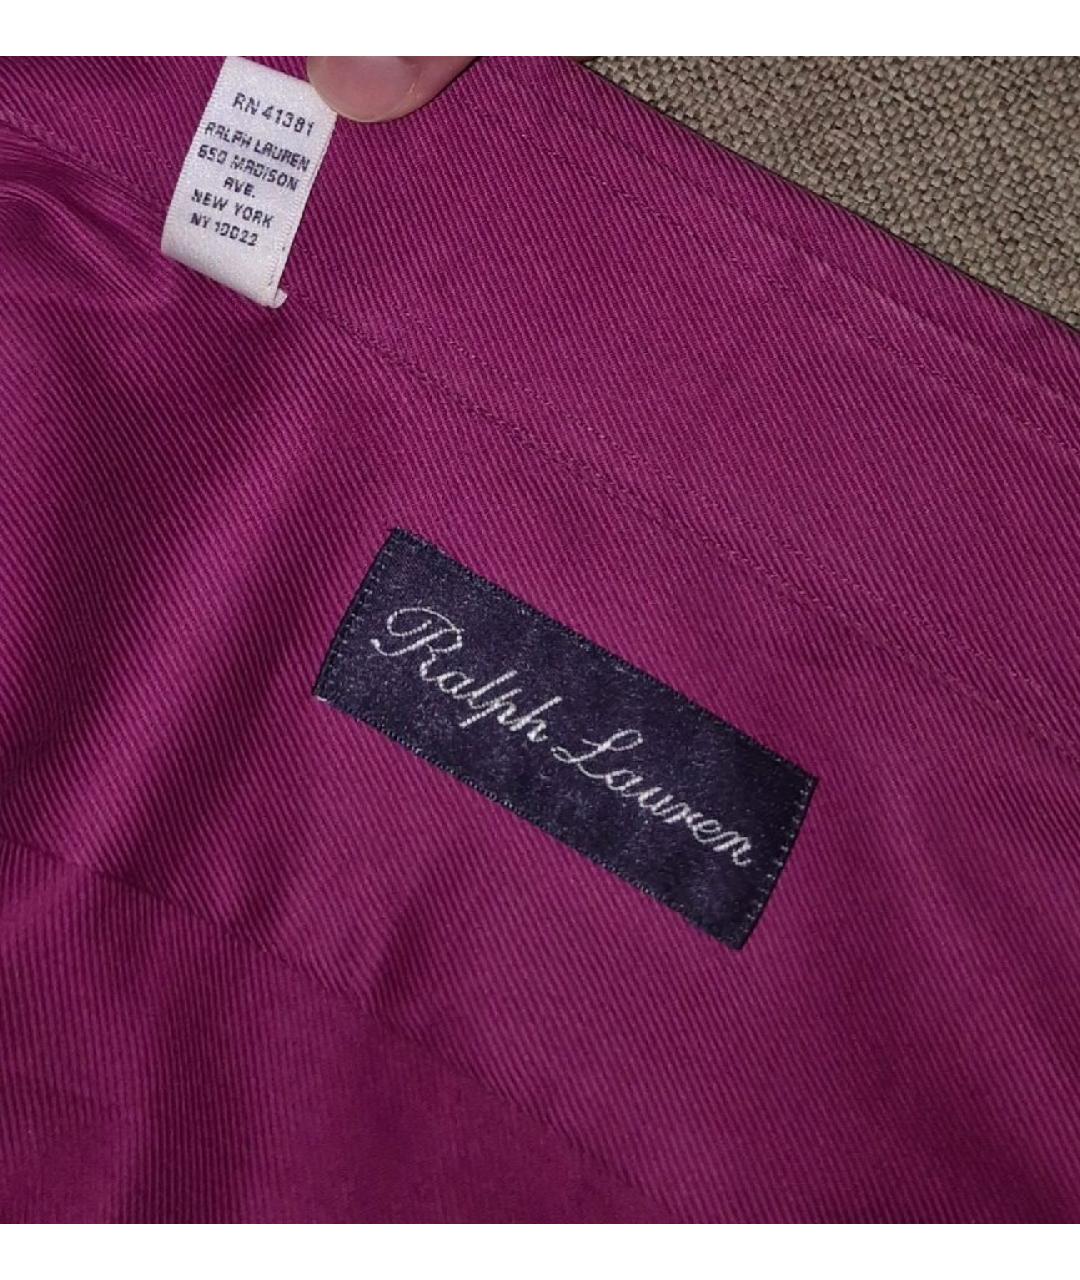 RN 41381
RALPH LAUREN
650 MADISON
AVE.
NEW YORK
NY 10022
Ralph Lauren